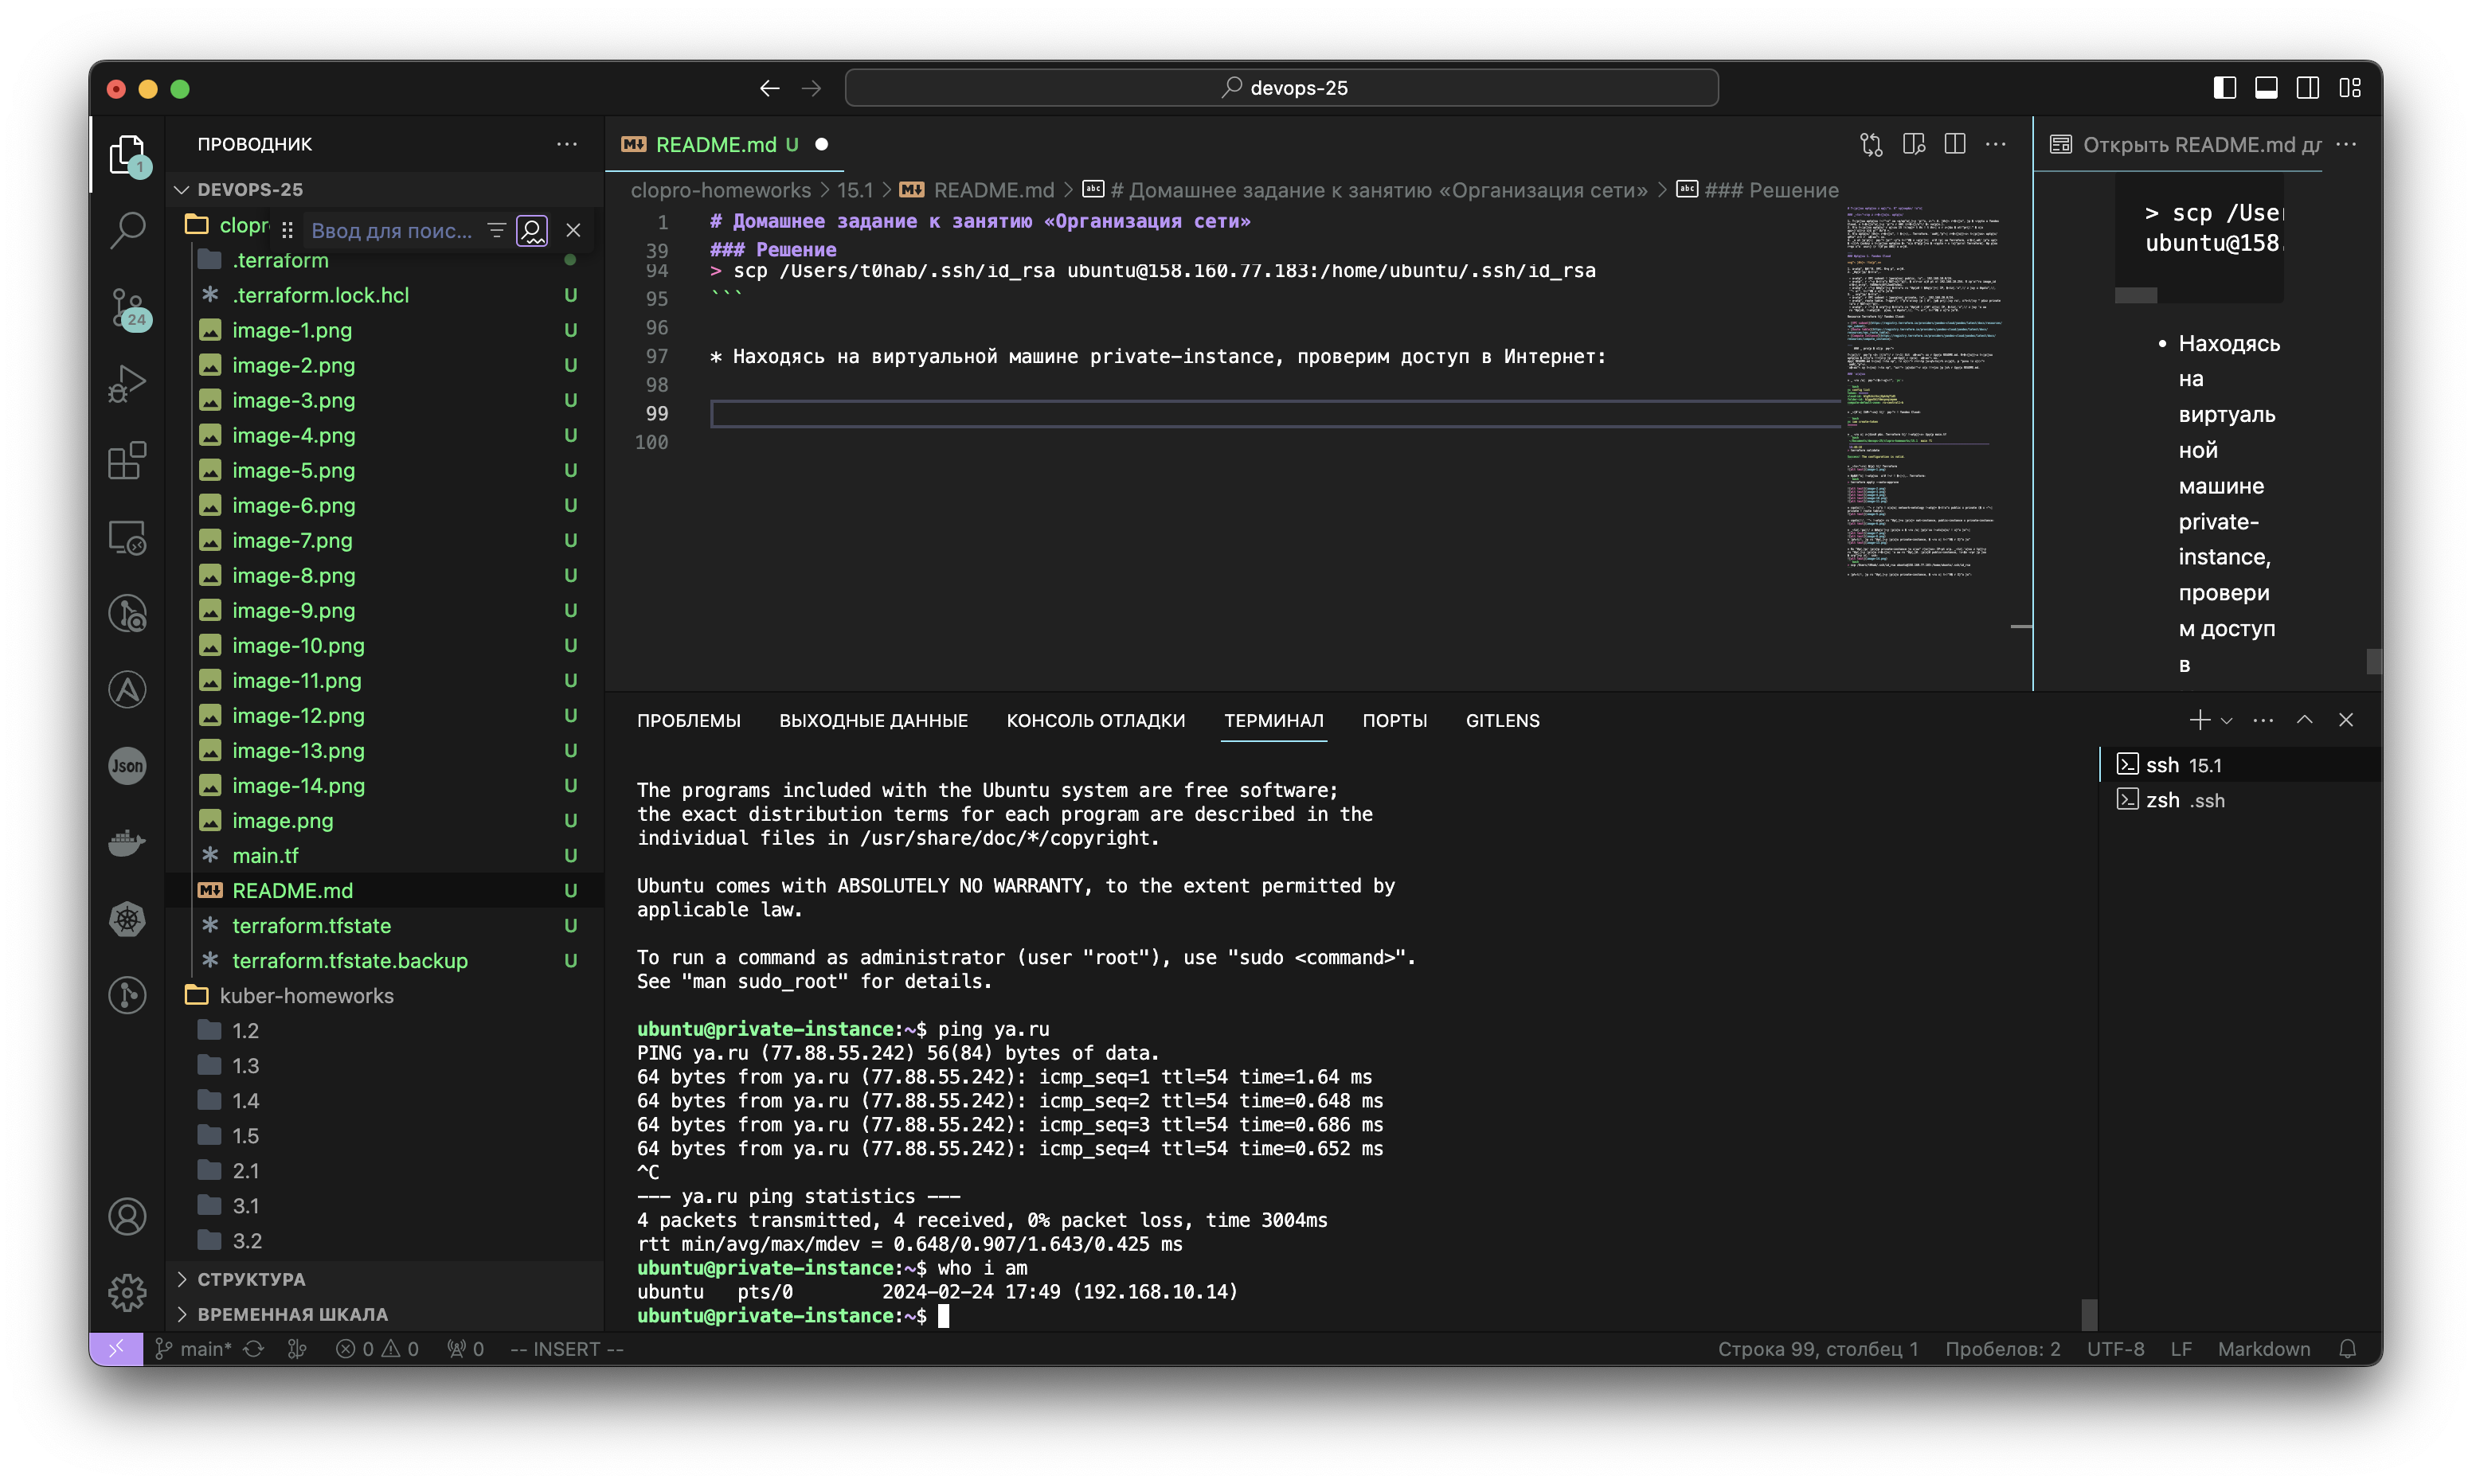 devops-25
ПРОВОДНИК
1
DEVOPS-25
clopr
Ввод для поис...
.terraform
.terraform.lock.hcl U
24
image-1.png U
image-2.png U
image-3.png U
image-4.png U
image-5.png U
image-6.png U
image-7.png U
image-8.png U
image-9.png U
image-10.png U
image-11.png U
image-12.png U
image-13.png U
image-14.png U
image.png U
main.tf U
README.md U
terraform.tfstate U
terraform.tfstate.backup U
kuber-homeworks
1.2
1.3
1.4
1.5
2.1
3.1
3.2
СТРУКТУРА
ВРЕМЕННАЯ ШКАЛА
Json
README.md U
clopro-homeworks > 15.1 > README.md > # Домашнее задание к занятию «Организация сети» > ### Решение
1 # Домашнее задание к занятию «Организация сети»
39 ### Решение
94 > scp /Users/t0hab/.ssh/id_rsa ubuntu@158.160.77.183:/home/ubuntu/.ssh/id_rsa
95 ```
96
97 * Находясь на виртуальной машине private-instance, проверим доступ в Интернет:
98
99
100
Открыть README.md дл
> scp /User
ubuntu@158.
• Находясь
на
виртуаль
ной
машине
private-
instance,
провери
м доступ
в
ПРОБЛЕМЫ ВЫХОДНЫЕ ДАННЫЕ КОНСОЛЬ ОТЛАДКИ ТЕРМИНАЛ ПОРТЫ GITLENS
The programs included with the Ubuntu system are free software;
the exact distribution terms for each program are described in the
individual files in /usr/share/doc/*/copyright.
Ubuntu comes with ABSOLUTELY NO WARRANTY, to the extent permitted by
applicable law.
To run a command as administrator (user "root"), use "sudo <command>".
See "man sudo_root" for details.
ubuntu@private-instance:~$ ping ya.ru
PING ya.ru (77.88.55.242) 56(84) bytes of data.
64 bytes from ya.ru (77.88.55.242): icmp_seq=1 ttl=54 time=1.64 ms
64 bytes from ya.ru (77.88.55.242): icmp_seq=2 ttl=54 time=0.648 ms
64 bytes from ya.ru (77.88.55.242): icmp_seq=3 ttl=54 time=0.686 ms
64 bytes from ya.ru (77.88.55.242): icmp_seq=4 ttl=54 time=0.652 ms
^C
--- ya.ru ping statistics ---
4 packets transmitted, 4 received, 0% packet loss, time 3004ms
rtt min/avg/max/mdev = 0.648/0.907/1.643/0.425 ms
ubuntu@private-instance:~$ who i am
ubuntu   pts/0        2024-02-24 17:49 (192.168.10.14)
ubuntu@private-instance:~$
ssh 15.1
zsh .ssh
main* 0 0 0 -- INSERT --
Строка 99, столбец 1 Пробелов: 2 UTF-8 LF Markdown